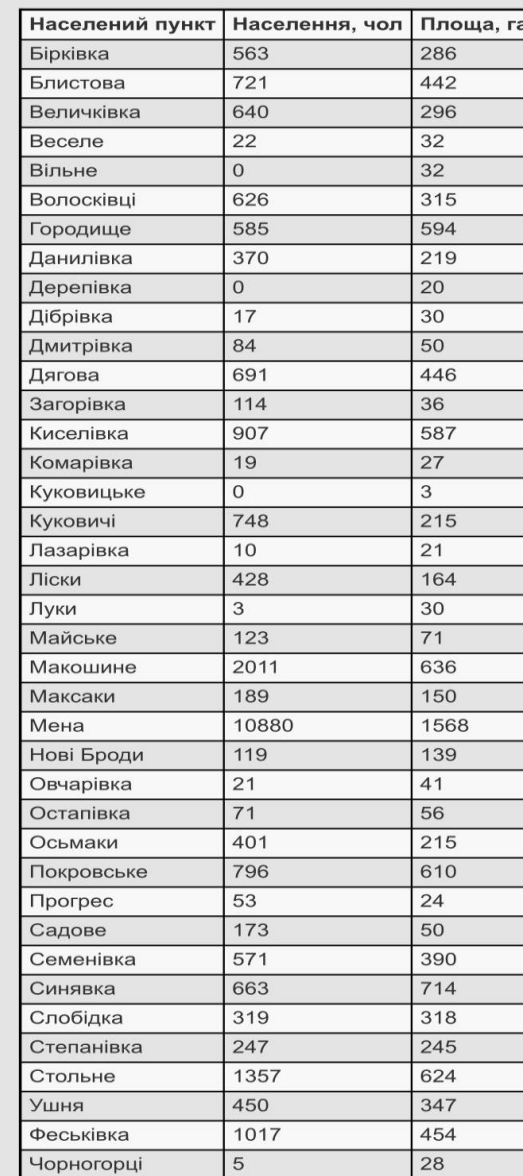 Населений пункт Населення, чол Площа, га
Бірківка 563 286
Блистова 721 442
Величківка 640 296
Веселе 22 32
Вільне 0 32
Волосківці 626 315
Городище 585 594
Данилівка 370 219
Дерепівка 0 20
Дібрівка 17 30
Дмитрівка 84 50
Дягова 691 446
Загорівка 114 36
Киселівка 907 587
Комарівка 19 27
Куковицьке 0 3
Куковичі 748 215
Лазарівка 10 21
Ліски 428 164
Луки 3 30
Майське 123 71
Макошине 2011 636
Максаки 189 150
Мена 10880 1568
Нові Броди 119 139
Овчарівка 21 41
Остапівка 71 56
Осьмаки 401 215
Покровське 796 610
Прогрес 53 24
Садове 173 50
Семенівка 571 390
Синявка 663 714
Слобідка 319 318
Степанівка 247 245
Стольне 1357 624
Ушня 450 347
Феськівка 1017 454
Чорногорці 5 28